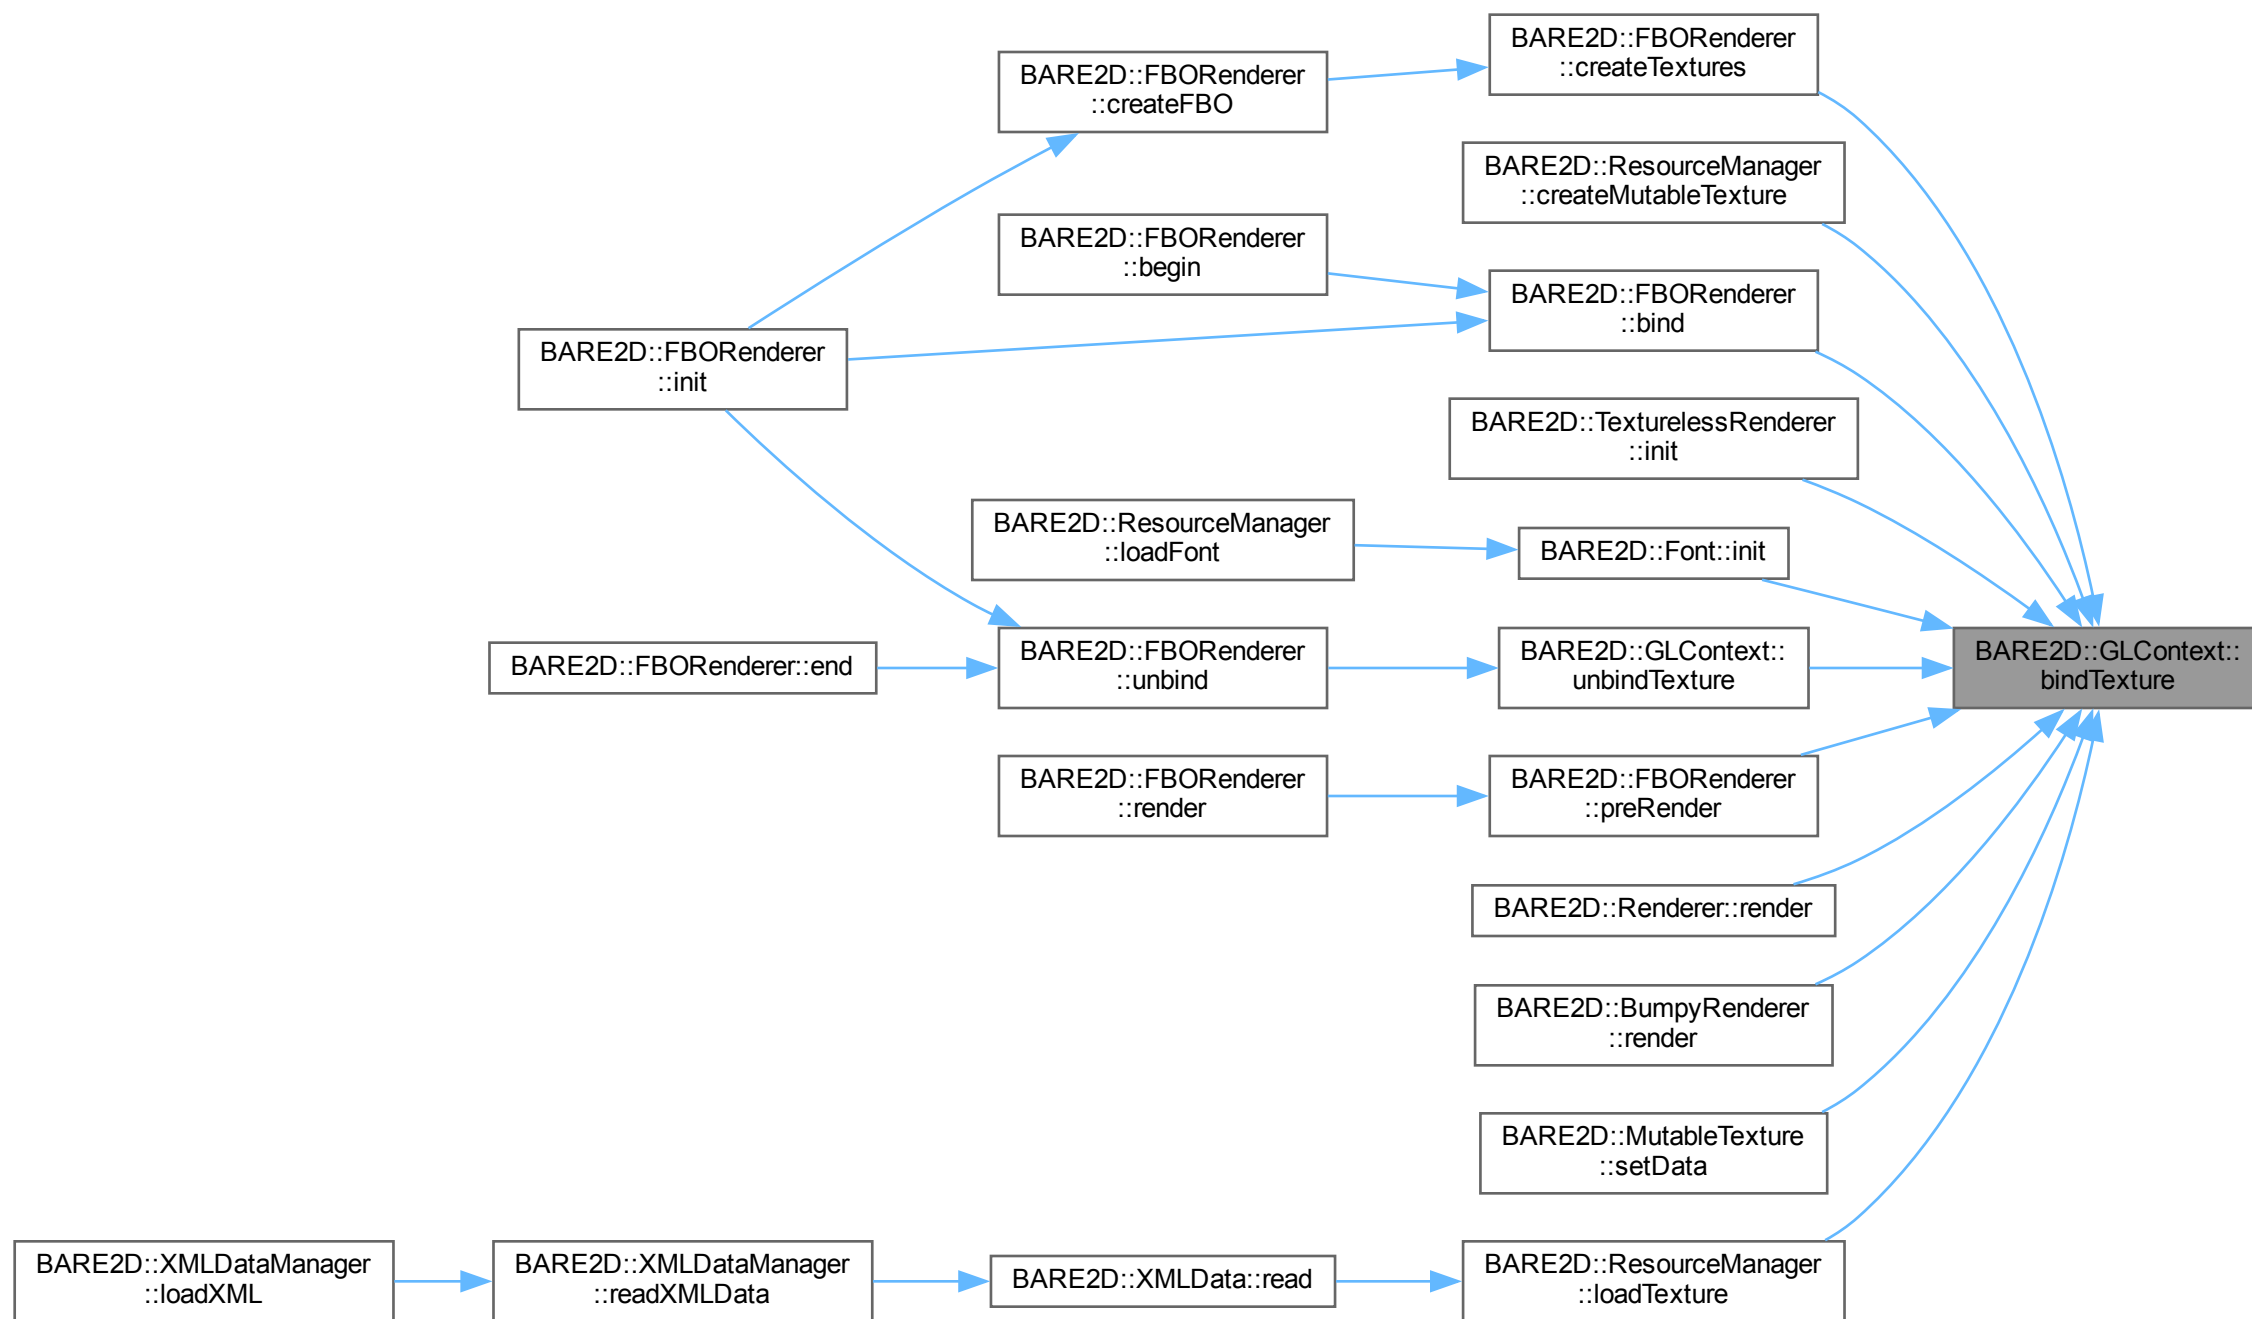 BARE2D::FBORenderer
::createTextures
BARE2D::FBORenderer
::createFBO
BARE2D::ResourceManager
::createMutableTexture
BARE2D::FBORenderer
::begin
BARE2D::FBORenderer
::bind
BARE2D::FBORenderer
::init
BARE2D::TexturelessRenderer
::init
BARE2D::ResourceManager
::loadFont
BARE2D::Font::init
BARE2D::FBORenderer::end
BARE2D::FBORenderer
::unbind
BARE2D::GLContext::
unbindTexture
BARE2D::GLContext::
bindTexture
BARE2D::FBORenderer
::render
BARE2D::FBORenderer
::preRender
BARE2D::Renderer::render
BARE2D::BumpyRenderer
::render
BARE2D::MutableTexture
::setData
BARE2D::XMLDataManager
::loadXML
BARE2D::XMLDataManager
::readXMLData
BARE2D::XMLData::read
BARE2D::ResourceManager
::loadTexture